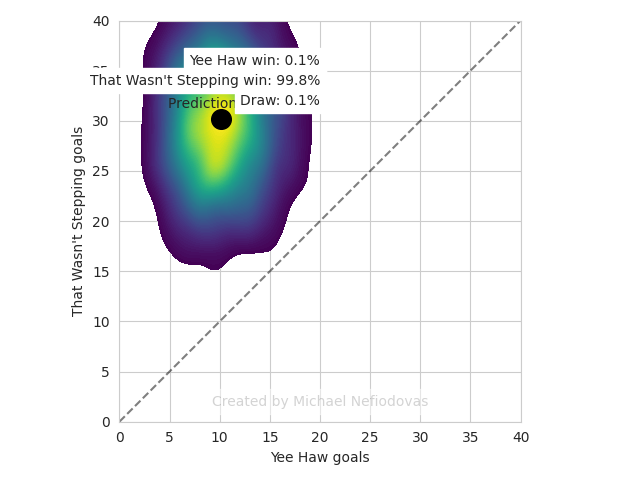 40
35
30
25
20
15
10
5
0
That Wasn't Stepping goals
Yee Haw win: 0.1%
That Wasn't Stepping win: 99.8%
Draw: 0.1%
Prediction
Created by Michael Nefiodovas
0 5 10 15 20 25 30 35 40
Yee Haw goals